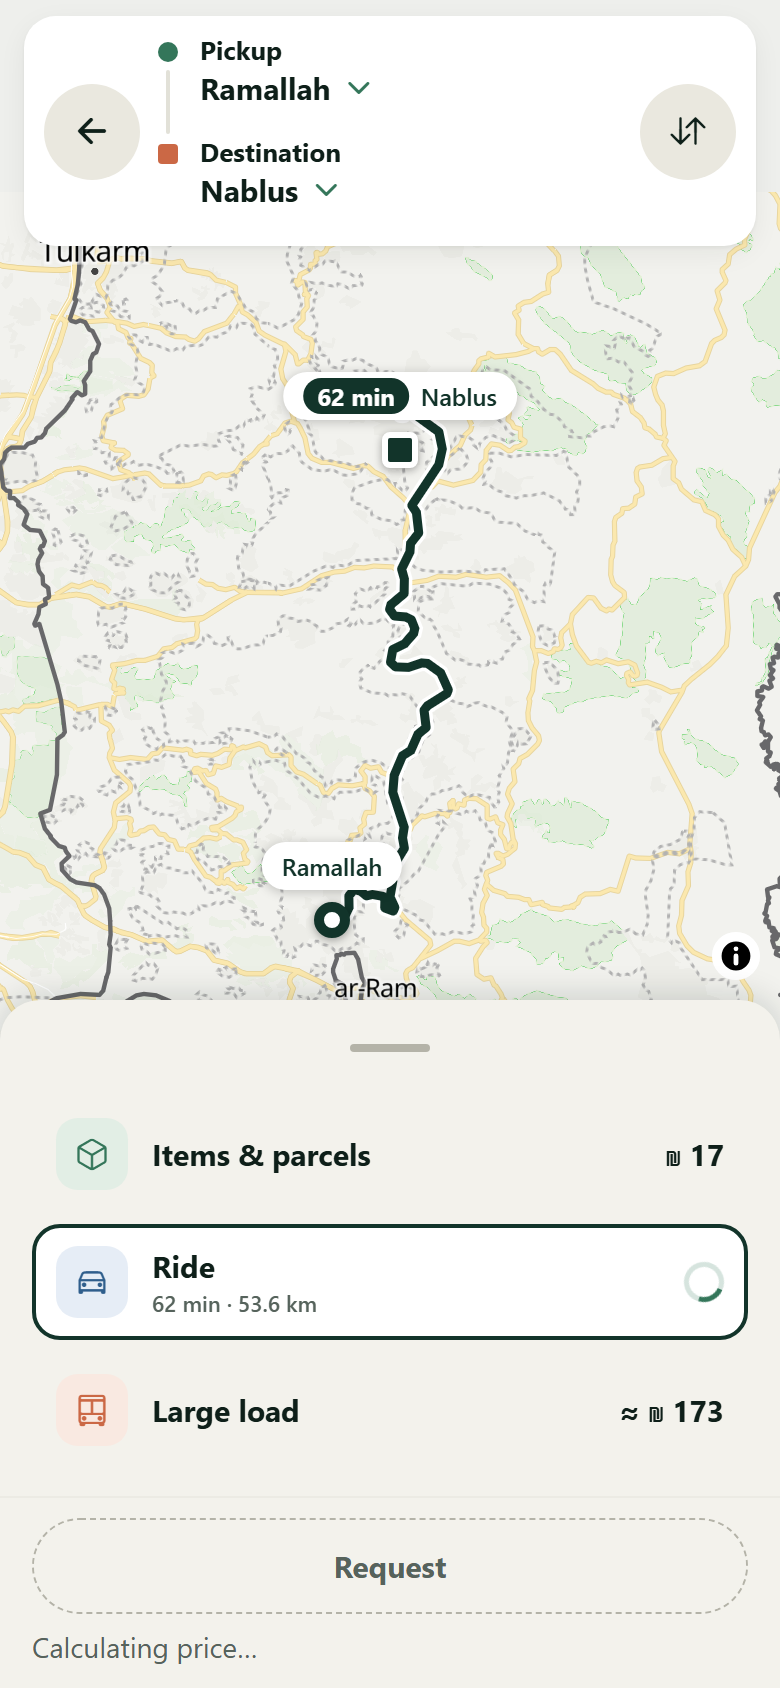 Pickup
Ramallah
Destination
Nablus
Tulkarm
62 min Nablus
Ramallah
ar-Ram
Items & parcels
₪ 17
Ride
62 min · 53.6 km
Large load
≈ ₪ 173
Request
Calculating price...